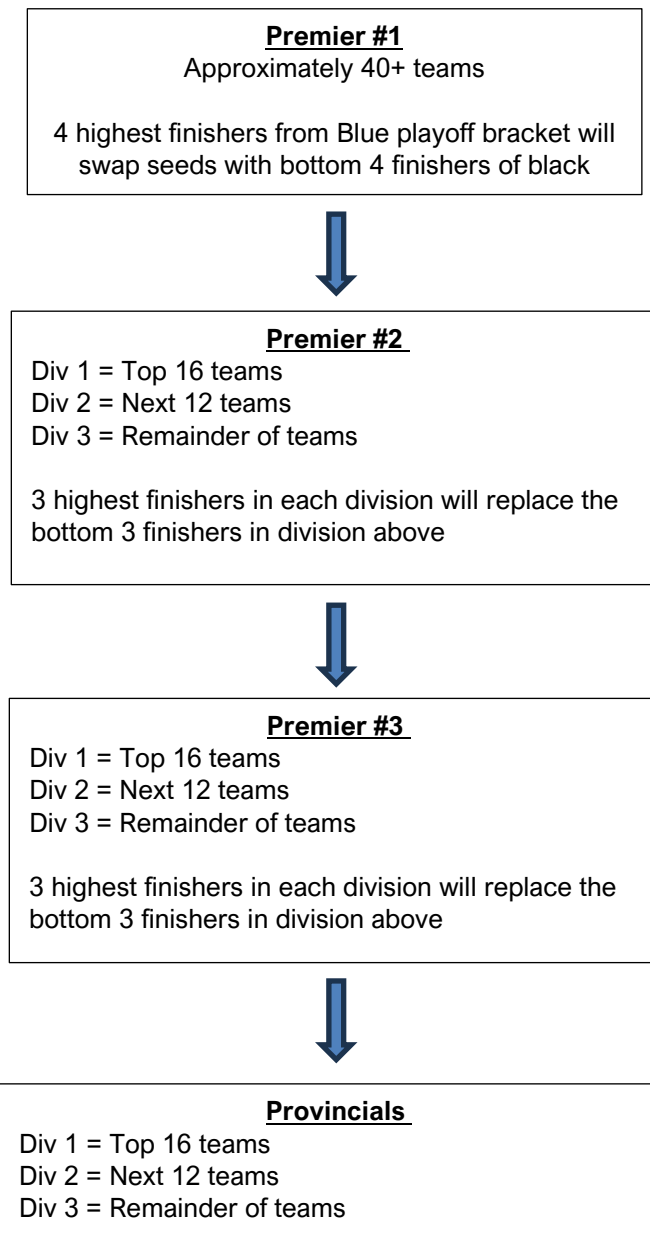 Premier #1
Approximately 40+ teams
4 highest finishers from Blue playoff bracket will
swap seeds with bottom 4 finishers of black
Premier #2
Div 1 = Top 16 teams
Div 2 = Next 12 teams
Div 3 = Remainder of teams
3 highest finishers in each division will replace the
bottom 3 finishers in division above
Premier #3
Div 1 = Top 16 teams
Div 2 = Next 12 teams
Div 3 = Remainder of teams
3 highest finishers in each division will replace the
bottom 3 finishers in division above
Provincials
Div 1 = Top 16 teams
Div 2 = Next 12 teams
Div 3 = Remainder of teams